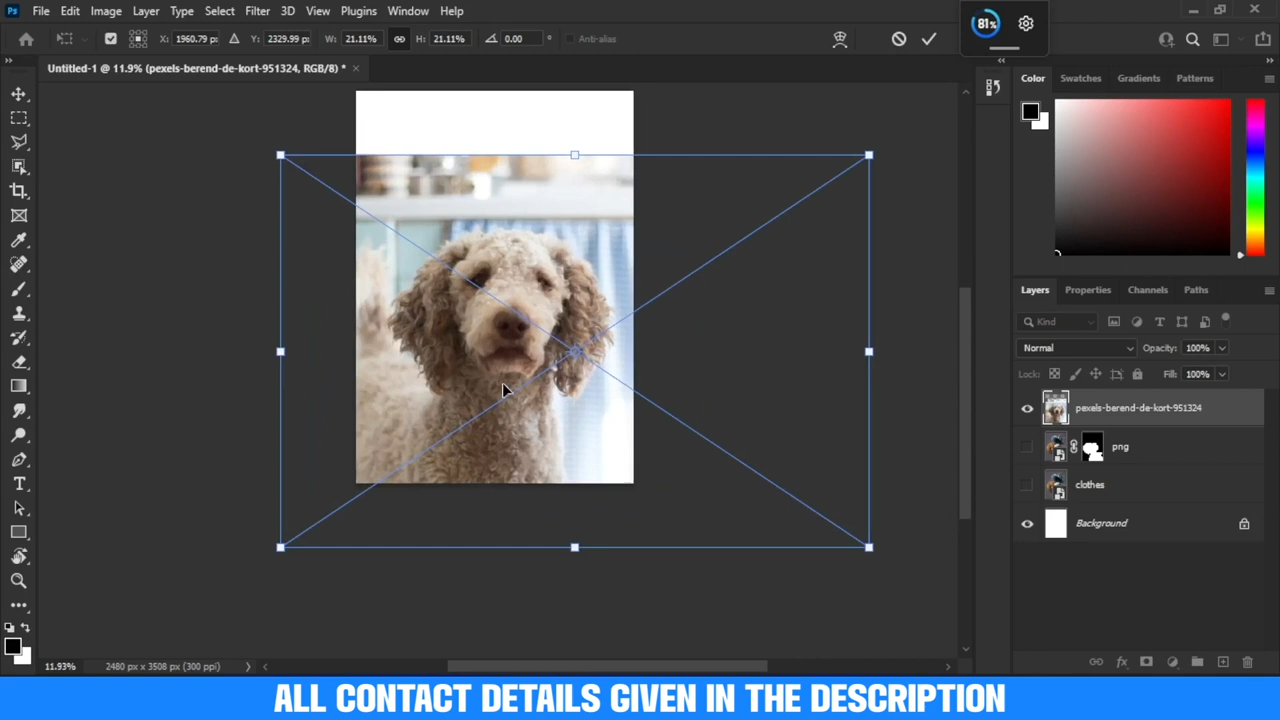 Ps File Edit Image Layer Type Select Filter 3D View Plugins Window Help
81%
X: 1960.79 p: Y: 2329.99 p: W: 21.11% H: 21.11% 0.00 ° Anti-alias
Untitled-1 @ 11.9% (pexels-berend-de-kort-951324, RGB/8) * ×
Color Swatches Gradients Patterns
Layers Properties Channels Paths
Kind
Normal Opacity: 100%
Lock: Fill: 100%
pexels-berend-de-kort-951324
png
clothes
Background
11.93% 2480 px x 3508 px (300 ppi)
ALL CONTACT DETAILS GIVEN IN THE DESCRIPTION